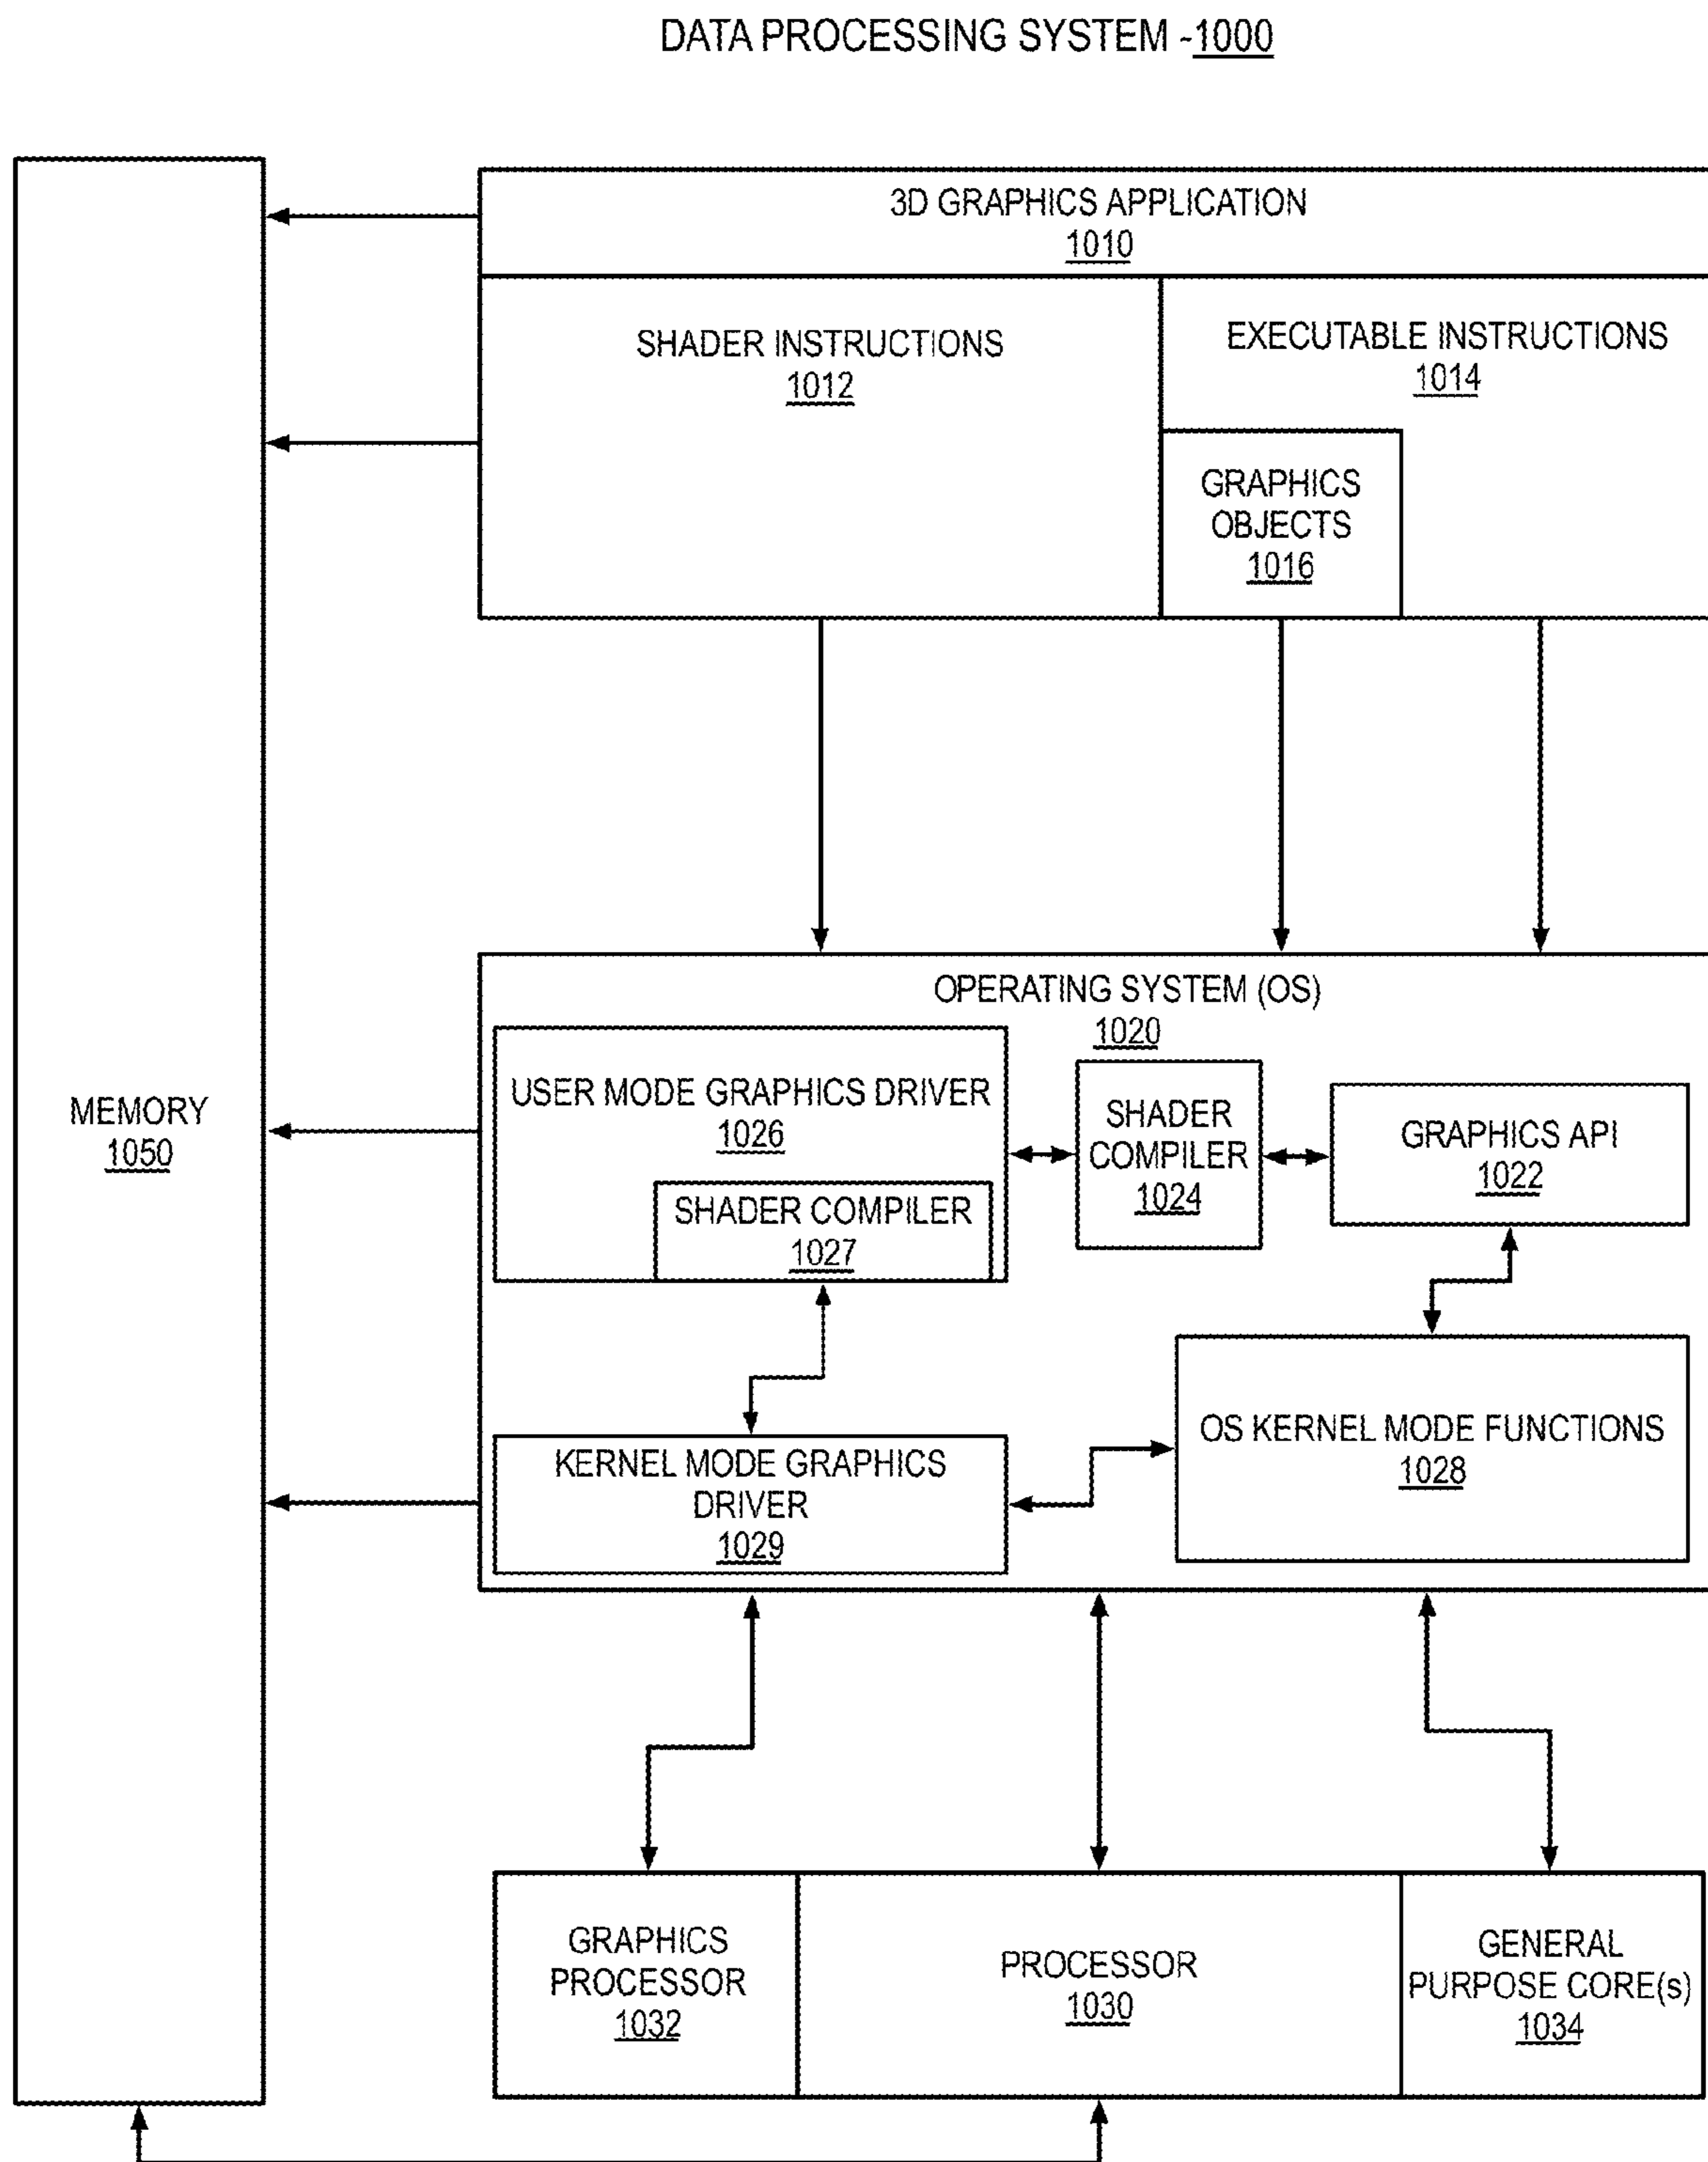 DATA PROCESSING SYSTEM -1000
3D GRAPHICS APPLICATION
1010
SHADER INSTRUCTIONS
1012
EXECUTABLE INSTRUCTIONS
1014
GRAPHICS
OBJECTS
1016
MEMORY
1050
OPERATING SYSTEM (OS)
1020
USER MODE GRAPHICS DRIVER
1026
SHADER COMPILER
1027
SHADER
COMPILER
1024
GRAPHICS API
1022
KERNEL MODE GRAPHICS
DRIVER
1029
OS KERNEL MODE FUNCTIONS
1028
GRAPHICS
PROCESSOR
1032
PROCESSOR
1030
GENERAL
PURPOSE CORE(s)
1034